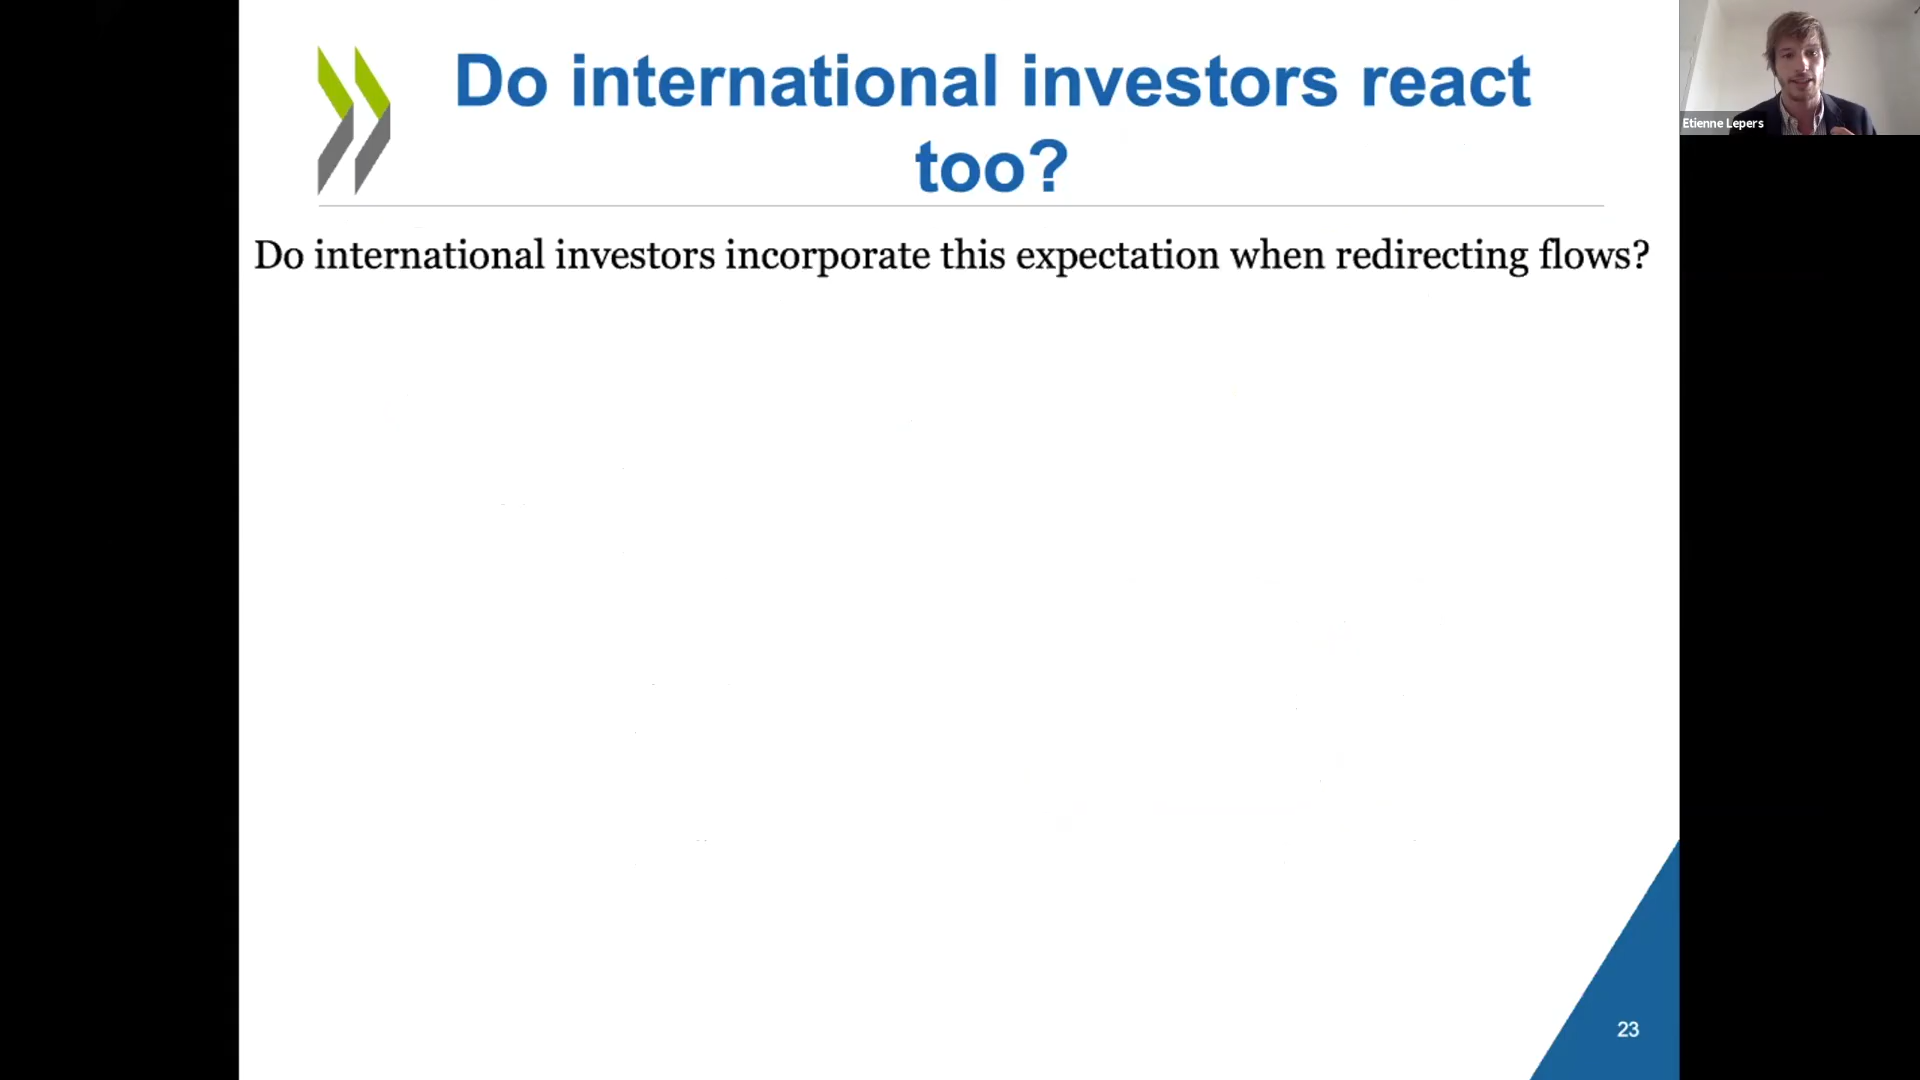 Do international investors react
too?
Etienne Lepers
Do international investors incorporate this expectation when redirecting flows?
23